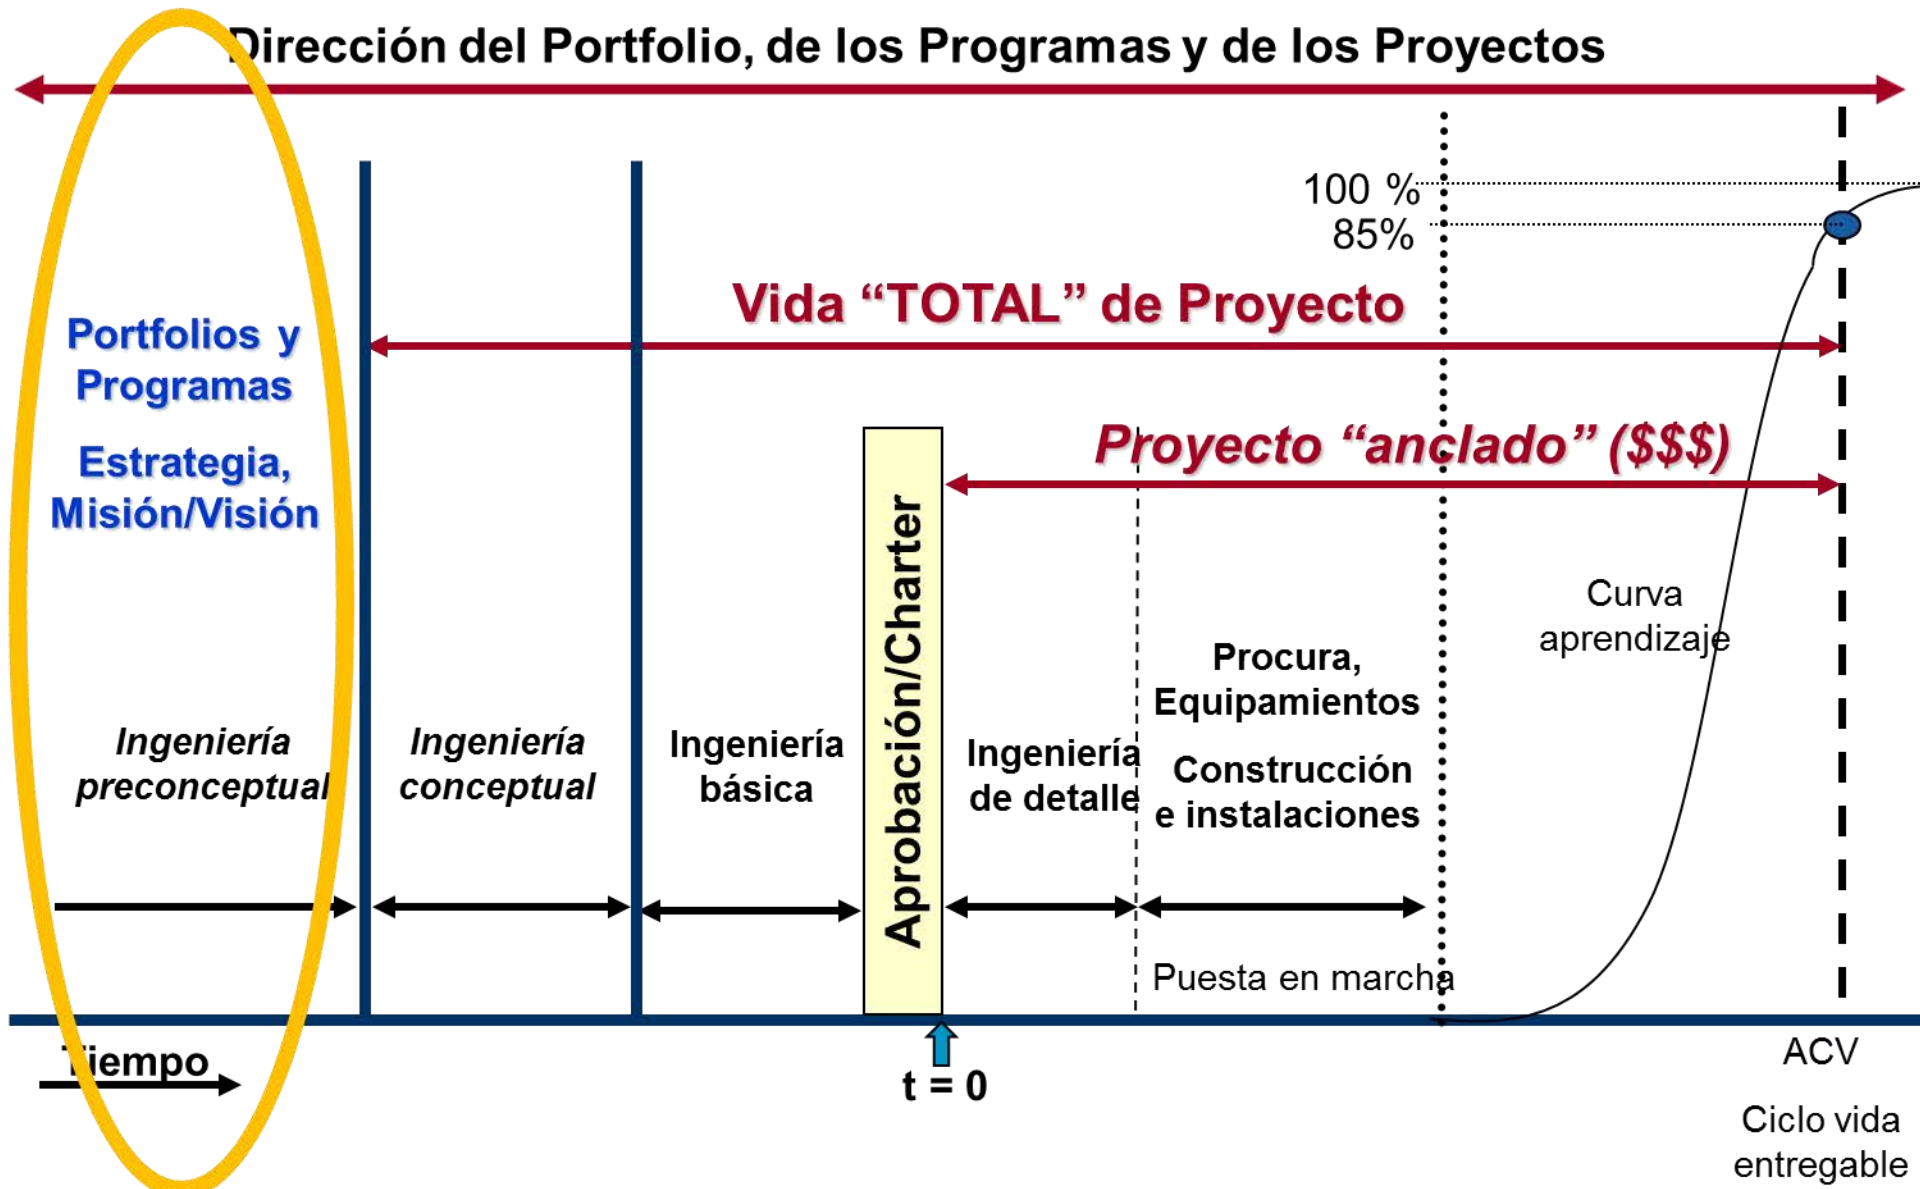 Dirección del Portfolio, de los Programas y de los Proyectos
100 %
85%
Vida “TOTAL” de Proyecto
Portfolios y
Programas
Estrategia,
Misión/Visión
Proyecto “anclado” ($$$)
Aprobación/Charter
Curva
aprendizaje
Procura,
Equipamientos
Construcción
e instalaciones
Ingeniería
preconceptual
Ingeniería
conceptual
Ingeniería
básica
Ingeniería
de detalle
Puesta en marcha
Tiempo
t = 0
ACV
Ciclo vida
entregable